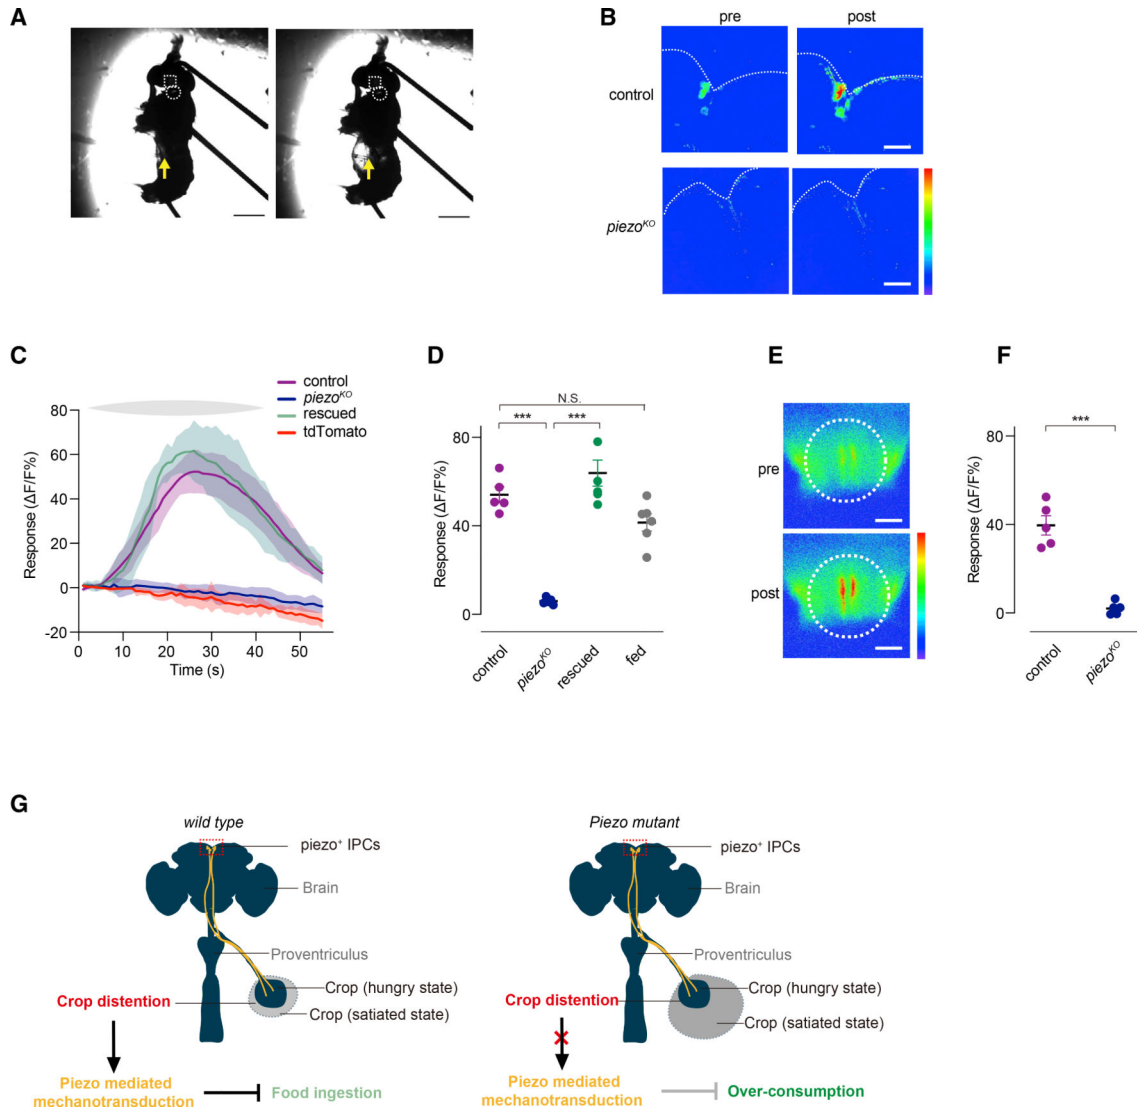 A
B
pre
post
control
piezoKO
C
control
piezoKO
rescued
tdTomato
Response (ΔF/F%)
80
60
40
20
0
-20
0
10
20
30
40
50
Time (s)
D
N.S.
***
***
Response (ΔF/F%)
80
40
0
control
piezoKO
rescued
fed
E
pre
post
F
***
Response (ΔF/F%)
80
40
0
control
piezoKO
G
wild type
piezo+ IPCs
Brain
Proventriculus
Crop (hungry state)
Crop distention
Crop (satiated state)
Piezo mediated
mechanotransduction
Food ingestion
Piezo mutant
piezo+ IPCs
Brain
Proventriculus
Crop (hungry state)
Crop distention
Crop (satiated state)
Piezo mediated
mechanotransduction
Over-consumption